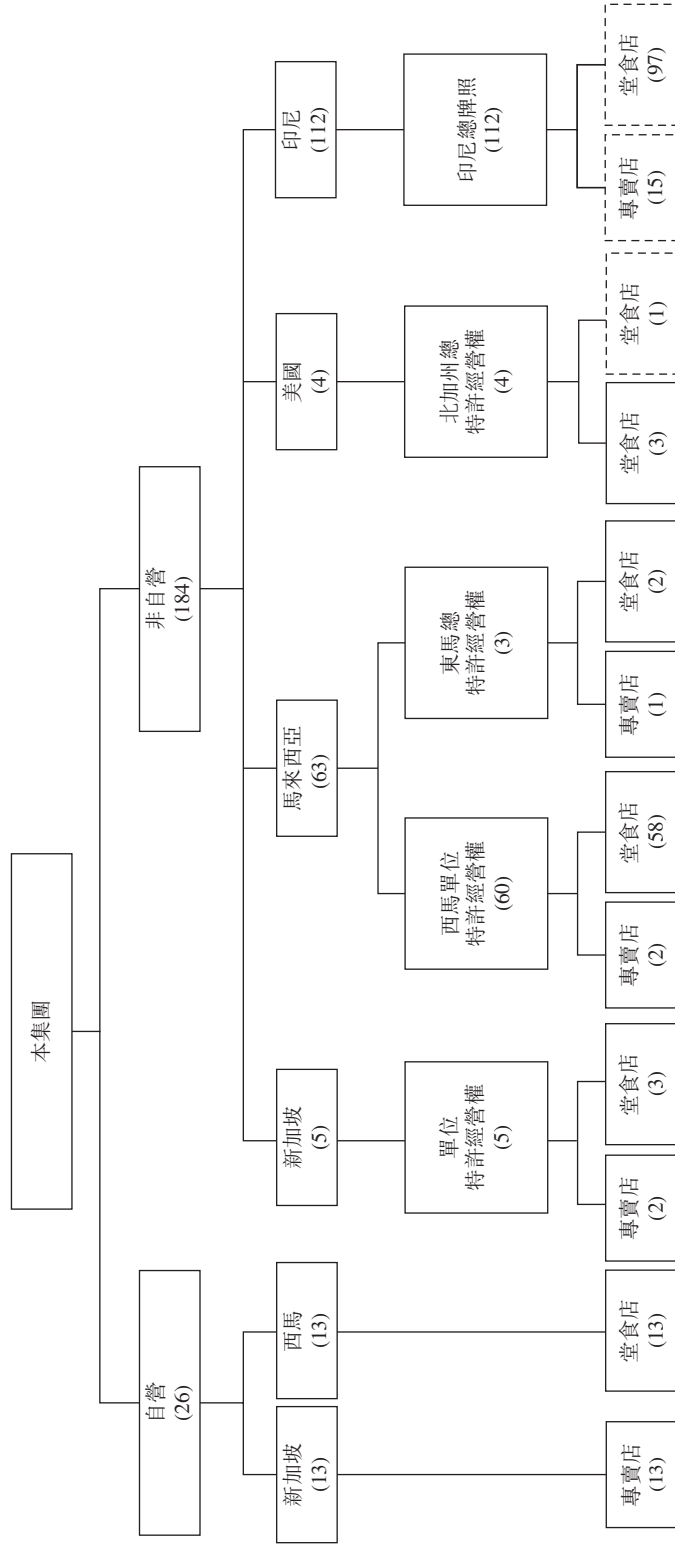 本集團
自營
(26)
非自營
(184)
新加坡
(13)
西馬
(13)
新加坡
(5)
馬來西亞
(63)
美國
(4)
印尼
(112)
單位
特許經營權
(5)
西馬單位
特許經營權
(60)
東馬總
特許經營權
(3)
北加州總
特許經營權
(4)
印尼總牌照
(112)
專賣店
(13)
堂食店
(13)
專賣店
(2)
堂食店
(3)
專賣店
(2)
堂食店
(58)
專賣店
(1)
堂食店
(2)
堂食店
(3)
堂食店
(1)
專賣店
(15)
堂食店
(97)